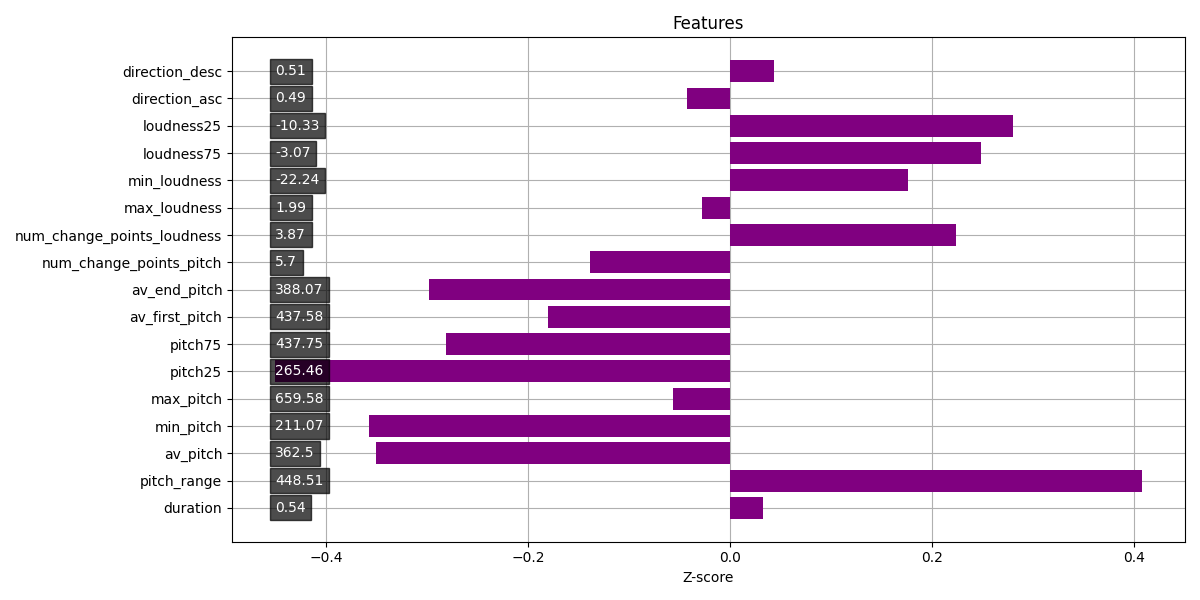 Features
direction_desc 0.51
direction_asc 0.49
loudness25 -10.33
loudness75 -3.07
min_loudness -22.24
max_loudness 1.99
num_change_points_loudness 3.87
num_change_points_pitch 5.7
av_end_pitch 388.07
av_first_pitch 437.58
pitch75 437.75
pitch25 265.46
max_pitch 659.58
min_pitch 211.07
av_pitch 362.5
pitch_range 448.51
duration 0.54
−0.4 −0.2 0.0 0.2 0.4
Z-score